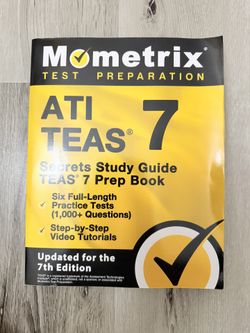 Mometrix®
TEST PREPARATION
ATI
TEAS® 7
Secrets Study Guide
TEAS® 7 Prep Book
Six Full-Length
Practice Tests
(1,000+ Questions)
Step-by-Step
Video Tutorials
Updated for the
7th Edition